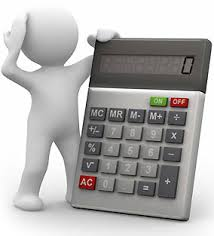 0
ON OFF
MC MR M- M+ ÷
+/- 7 8 9 ×
% 4 5 6 -
√ 1 2 3 +
AC 0 . =